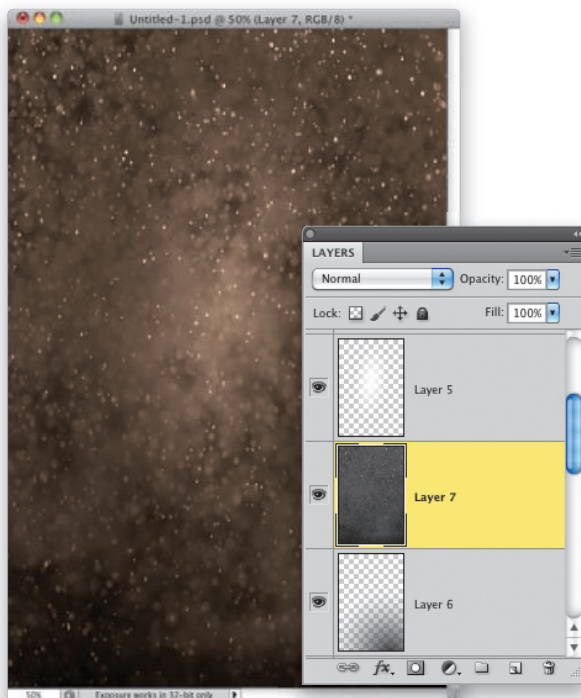 Untitled-1.psd @ 50% (Layer 7, RGB/8) *
LAYERS
Normal Opacity: 100%
Lock: Fill: 100%
Layer 5
Layer 7
Layer 6
fx.
50% Exposure works in 32-bit only